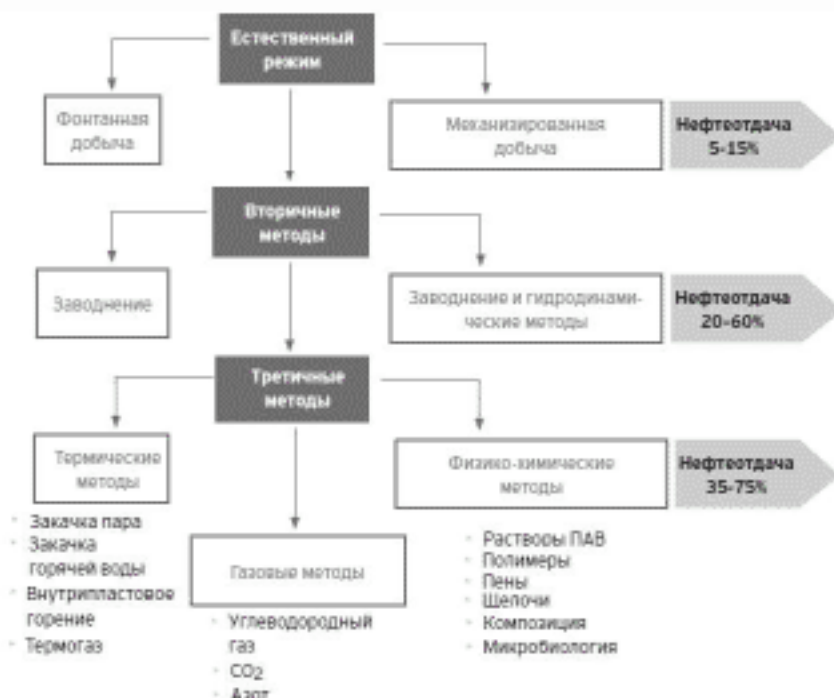 Естественный
режим
Фонтанная
добыча
Механизированная
добыча
Нефтеотдача
5-15%
Вторичные
методы
Заводнение
Заводнение и гидродинами-
ческие методы
Нефтеотдача
20-60%
Третичные
методы
Термические
методы
Физико-химические
методы
Нефтеотдача
35-75%
Закачка пара
Закачка
горячей воды
Внутрипластовое
горение
Термогаз
Газовые методы
Углеводородный
газ
CO₂
Азот
Растворы ПАВ
Полимеры
Пены
Щелочи
Композиция
Микробиология